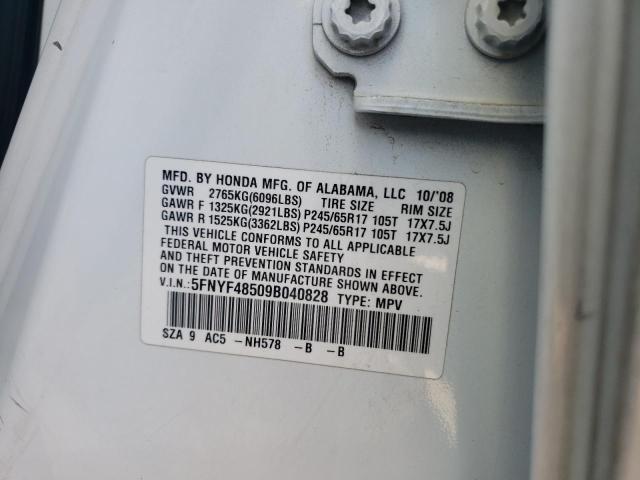 MFD. BY HONDA MFG. OF ALABAMA, LLC 10/'08
GVWR 2765KG(6096LBS) TIRE SIZE RIM SIZE
GAWR F 1325KG(2921LBS) P245/65R17 105T 17X7.5J
GAWR R 1525KG(3362LBS) P245/65R17 105T 17X7.5J
THIS VEHICLE CONFORMS TO ALL APPLICABLE
FEDERAL MOTOR VEHICLE SAFETY
AND THEFT PREVENTION STANDARDS IN EFFECT
ON THE DATE OF MANUFACTURE SHOWN ABOVE.
V.I.N.:5FNYF48509B040828 TYPE: MPV
SZA 9 AC5 -NH578 -B -B